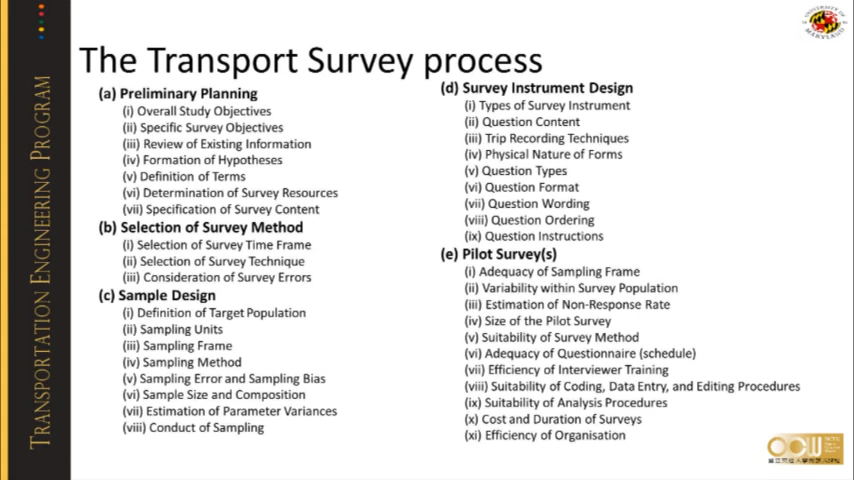 The Transport Survey process
(a) Preliminary Planning
(i) Overall Study Objectives
(ii) Specific Survey Objectives
(iii) Review of Existing Information
(iv) Formation of Hypotheses
(v) Definition of Terms
(vi) Determination of Survey Resources
(vii) Specification of Survey Content
(b) Selection of Survey Method
(i) Selection of Survey Time Frame
(ii) Selection of Survey Technique
(iii) Consideration of Survey Errors
(c) Sample Design
(i) Definition of Target Population
(ii) Sampling Units
(iii) Sampling Frame
(iv) Sampling Method
(v) Sampling Error and Sampling Bias
(vi) Sample Size and Composition
(vii) Estimation of Parameter Variances
(viii) Conduct of Sampling
(d) Survey Instrument Design
(i) Types of Survey Instrument
(ii) Question Content
(iii) Trip Recording Techniques
(iv) Physical Nature of Forms
(v) Question Types
(vi) Question Format
(vii) Question Wording
(viii) Question Ordering
(ix) Question Instructions
(e) Pilot Survey(s)
(i) Adequacy of Sampling Frame
(ii) Variability within Survey Population
(iii) Estimation of Non-Response Rate
(iv) Size of the Pilot Survey
(v) Suitability of Survey Method
(vi) Adequacy of Questionnaire (schedule)
(vii) Efficiency of Interviewer Training
(viii) Suitability of Coding, Data Entry, and Editing Procedures
(ix) Suitability of Analysis Procedures
(x) Cost and Duration of Surveys
(xi) Efficiency of Organisation
TRANSPORTATION ENGINEERING PROGRAM
UNIVERSITY OF
MARYLAND
OCW